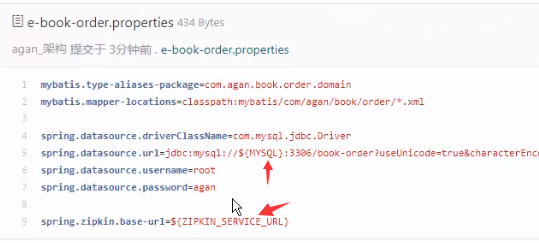 e-book-order.properties 434 Bytes
agan_架构 提交于 3分钟前 . e-book-order.properties
1 mybatis.type-aliases-package=com.agan.book.order.domain
2 mybatis.mapper-locations=classpath:mybatis/com/agan/book/order/*.xml
3
4 spring.datasource.driverClassName=com.mysql.jdbc.Driver
5 spring.datasource.url=jdbc:mysql://${MYSQL}:3306/book-order?useUnicode=true&characterEnc
6 spring.datasource.username=root
7 spring.datasource.password=agan
8
9 spring.zipkin.base-url=${ZIPKIN_SERVICE_URL}